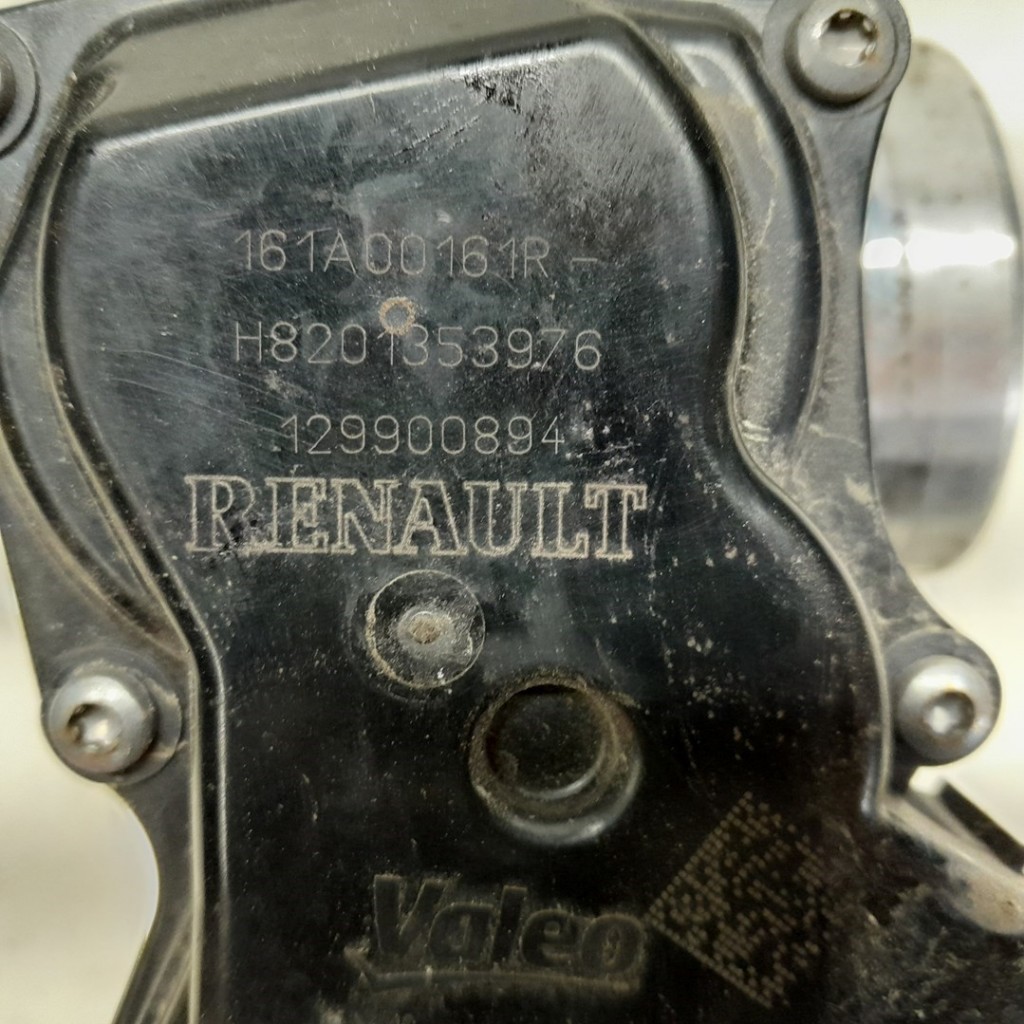 161A00161R -
H8201353976
129900894
RENAULT
Valeo